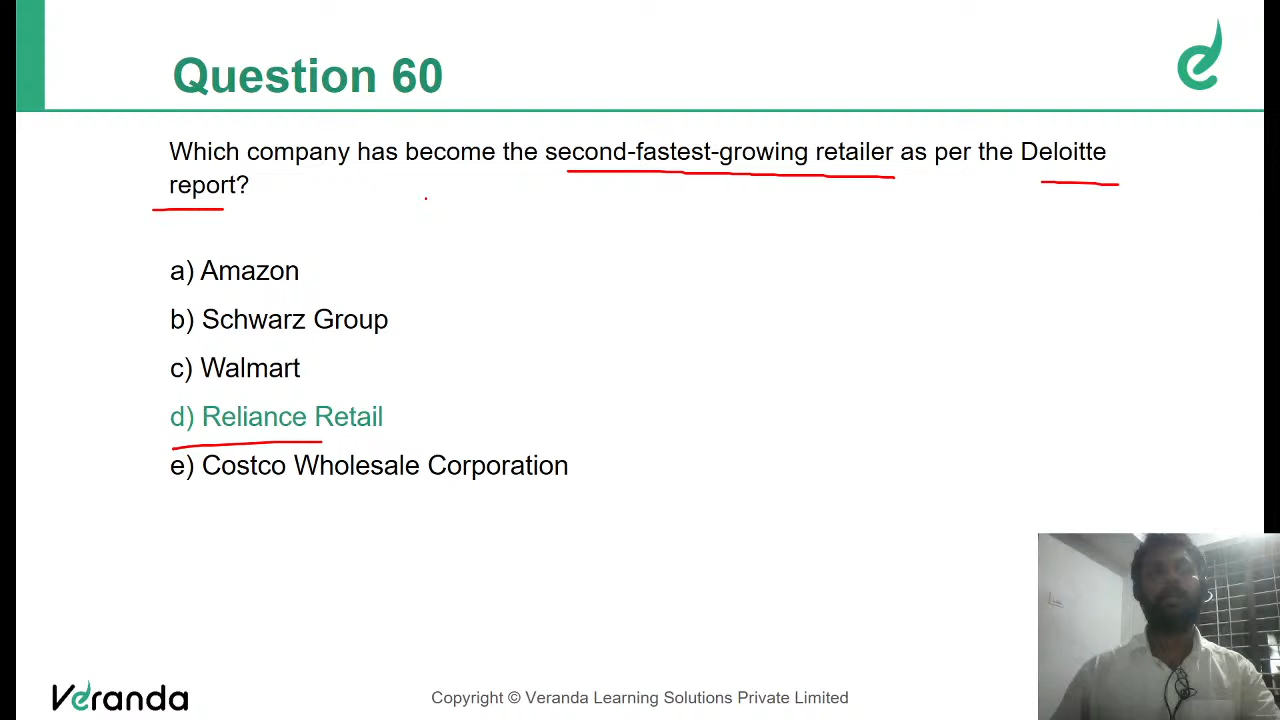 Question 60
Which company has become the second-fastest-growing retailer as per the Deloitte
report?
a) Amazon
b) Schwarz Group
c) Walmart
d) Reliance Retail
e) Costco Wholesale Corporation
Veranda
Copyright © Veranda Learning Solutions Private Limited